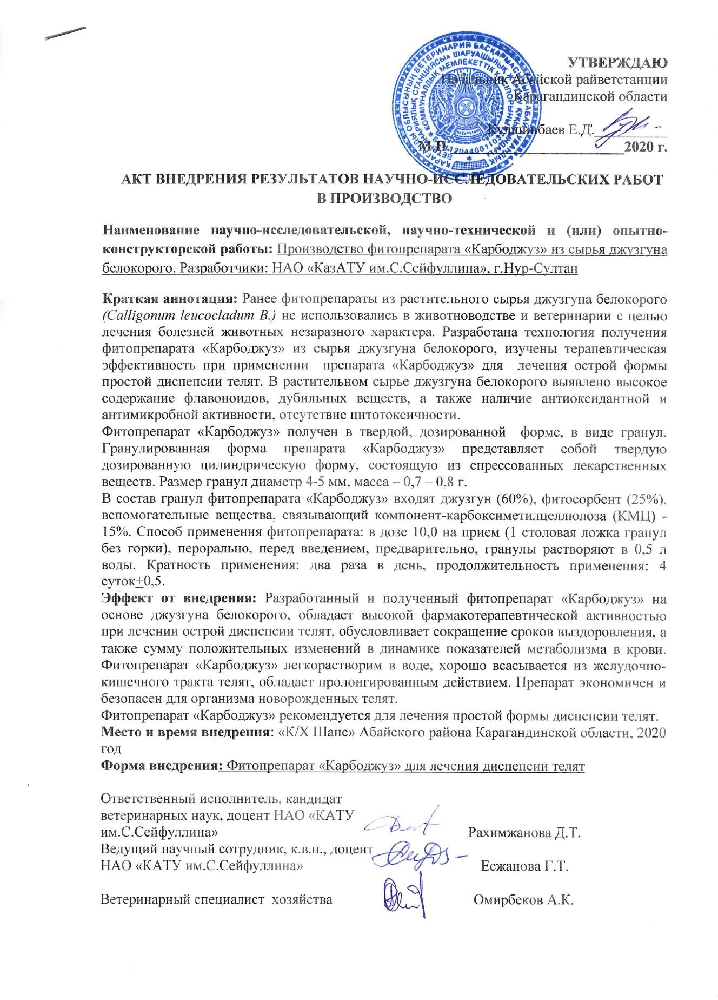 УТВЕРЖДАЮ
Начальник Абайской райветстанции
Карагандинской области
Кулшинбаев Е.Д.
М.П. 2020 г.
АКТ ВНЕДРЕНИЯ РЕЗУЛЬТАТОВ НАУЧНО-ИССЛЕДОВАТЕЛЬСКИХ РАБОТ
В ПРОИЗВОДСТВО
Наименование научно-исследовательской, научно-технической и (или) опытно-
конструкторской работы: Производство фитопрепарата «Карбоджуз» из сырья джузгуна
белокорого. Разработчики: НАО «КазАТУ им.С.Сейфуллина», г.Нур-Султан
Краткая аннотация: Ранее фитопрепараты из растительного сырья джузгуна белокорого
(Calligonum leucocladum B.) не использовались в животноводстве и ветеринарии с целью
лечения болезней животных незаразного характера. Разработана технология получения
фитопрепарата «Карбоджуз» из сырья джузгуна белокорого, изучены терапевтическая
эффективность при применении препарата «Карбоджуз» для лечения острой формы
простой диспепсии телят. В растительном сырье джузгуна белокорого выявлено высокое
содержание флавоноидов, дубильных веществ, а также наличие антиоксидантной и
антимикробной активности, отсутствие цитотоксичности.
Фитопрепарат «Карбоджуз» получен в твердой, дозированной форме, в виде гранул.
Гранулированная форма препарата «Карбоджуз» представляет собой твердую
дозированную цилиндрическую форму, состоящую из спрессованных лекарственных
веществ. Размер гранул диаметр 4-5 мм, масса – 0,7 – 0,8 г.
В состав гранул фитопрепарата «Карбоджуз» входят джузгун (60%), фитосорбент (25%),
вспомогательные вещества, связывающий компонент-карбоксиметилцеллюлоза (КМЦ) -
15%. Способ применения фитопрепарата: в дозе 10,0 на прием (1 столовая ложка гранул
без горки), перорально, перед введением, предварительно, гранулы растворяют в 0,5 л
воды. Кратность применения: два раза в день, продолжительность применения: 4
суток±0,5.
Эффект от внедрения: Разработанный и полученный фитопрепарат «Карбоджуз» на
основе джузгуна белокорого, обладает высокой фармакотерапевтической активностью
при лечении острой диспепсии телят, обусловливает сокращение сроков выздоровления, а
также сумму положительных изменений в динамике показателей метаболизма в крови.
Фитопрепарат «Карбоджуз» легкорастворим в воде, хорошо всасывается из желудочно-
кишечного тракта телят, обладает пролонгированным действием. Препарат экономичен и
безопасен для организма новорожденных телят.
Фитопрепарат «Карбоджуз» рекомендуется для лечения простой формы диспепсии телят.
Место и время внедрения: «К/Х Шанс» Абайского района Карагандинской области, 2020
год
Форма внедрения: Фитопрепарат «Карбоджуз» для лечения диспепсии телят
Ответственный исполнитель, кандидат
ветеринарных наук, доцент НАО «КАТУ
им.С.Сейфуллина» Рахимжанова Д.Т.
Ведущий научный сотрудник, к.в.н., доцент
НАО «КАТУ им.С.Сейфуллина» Есжанова Г.Т.
Ветеринарный специалист хозяйства Омирбеков А.К.